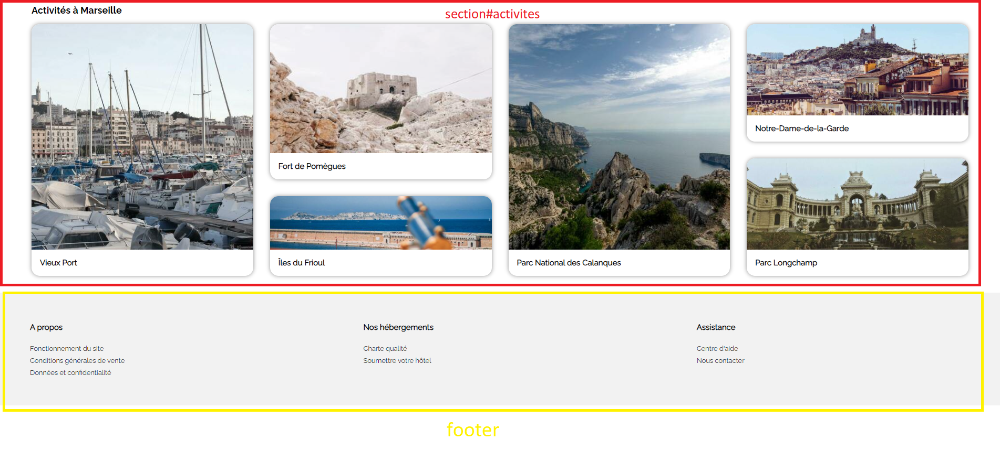 Activités à Marseille
section#activites
Vieux Port
Fort de Pomègues
Îles du Frioul
Parc National des Calanques
Notre-Dame-de-la-Garde
Parc Longchamp
A propos
Fonctionnement du site
Conditions générales de vente
Données et confidentialité
Nos hébergements
Charte qualité
Soumettre votre hôtel
Assistance
Centre d'aide
Nous contacter
footer